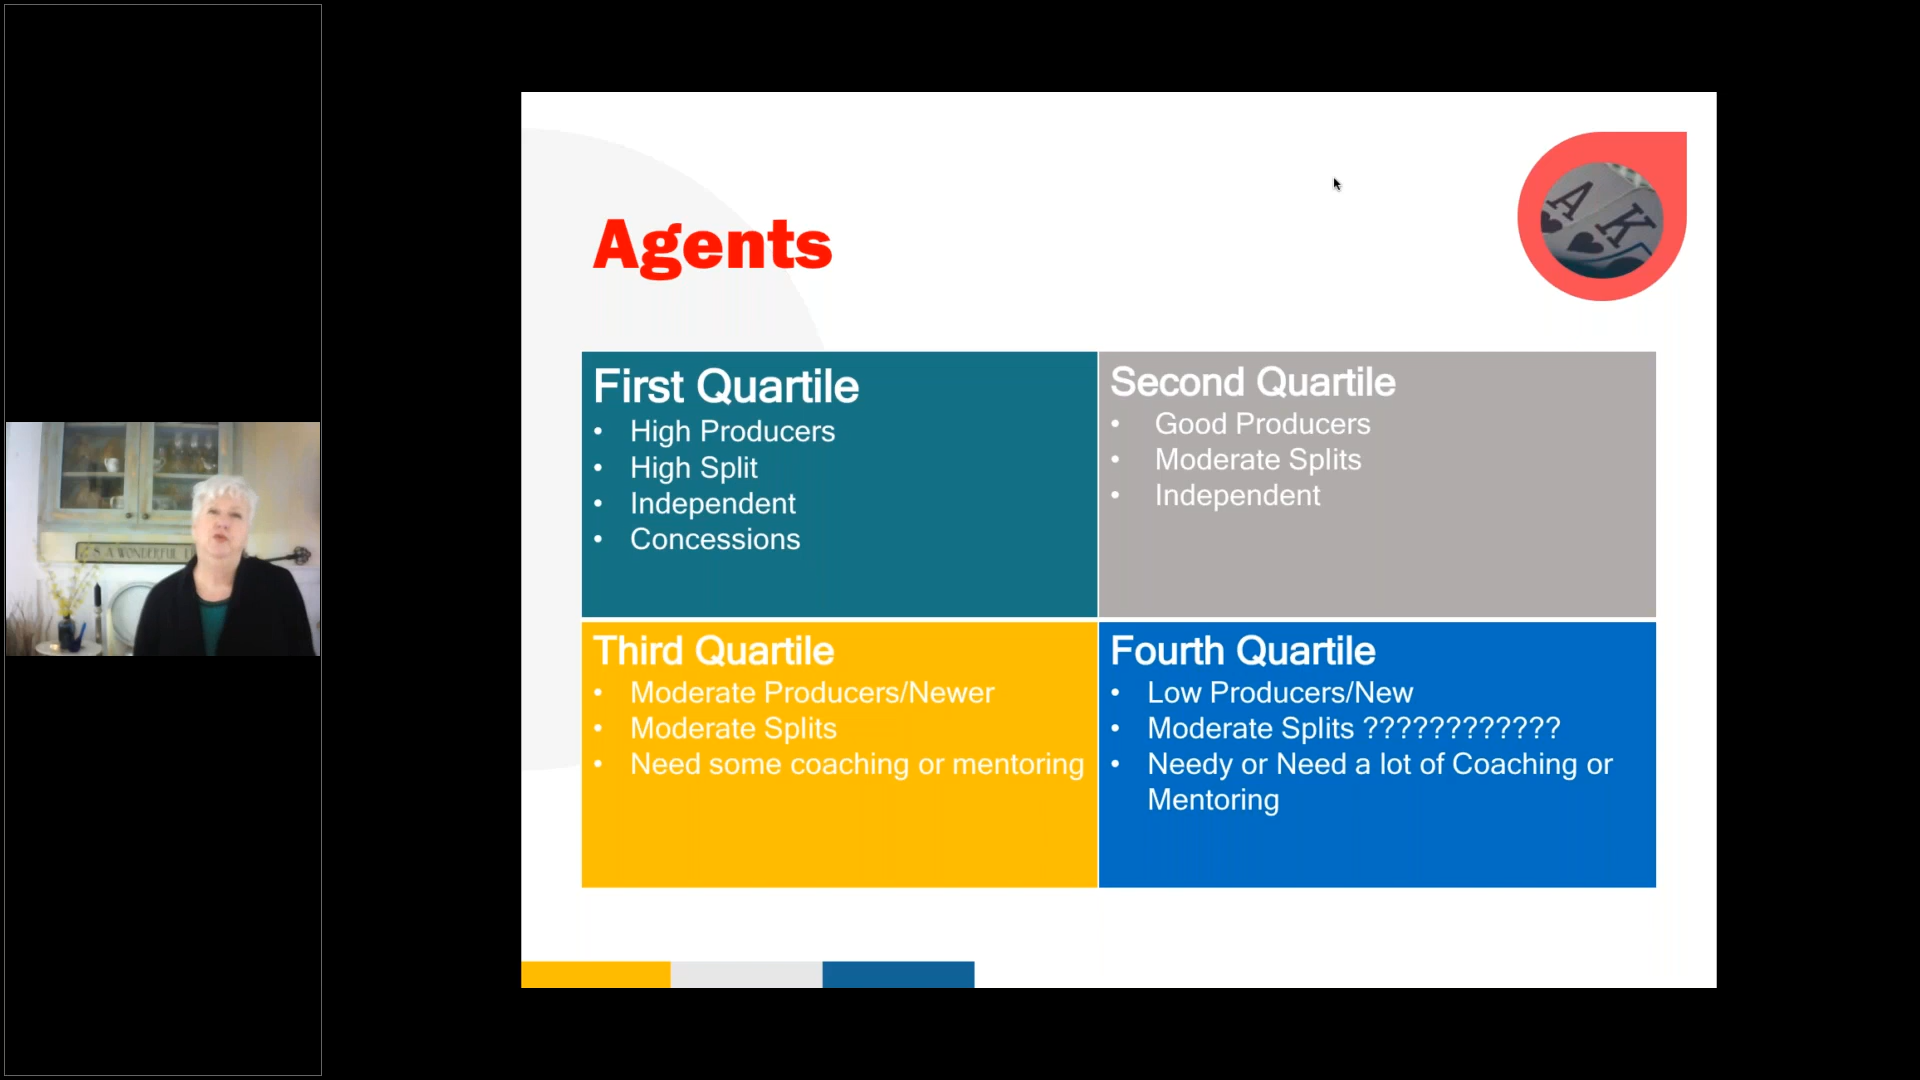 Agents
A
K
First Quartile
• High Producers
• High Split
• Independent
• Concessions
Second Quartile
• Good Producers
• Moderate Splits
• Independent
Third Quartile
• Moderate Producers/Newer
• Moderate Splits
• Need some coaching or mentoring
Fourth Quartile
• Low Producers/New
• Moderate Splits ????????????
• Needy or Need a lot of Coaching or
Mentoring
S A WONDERFUL